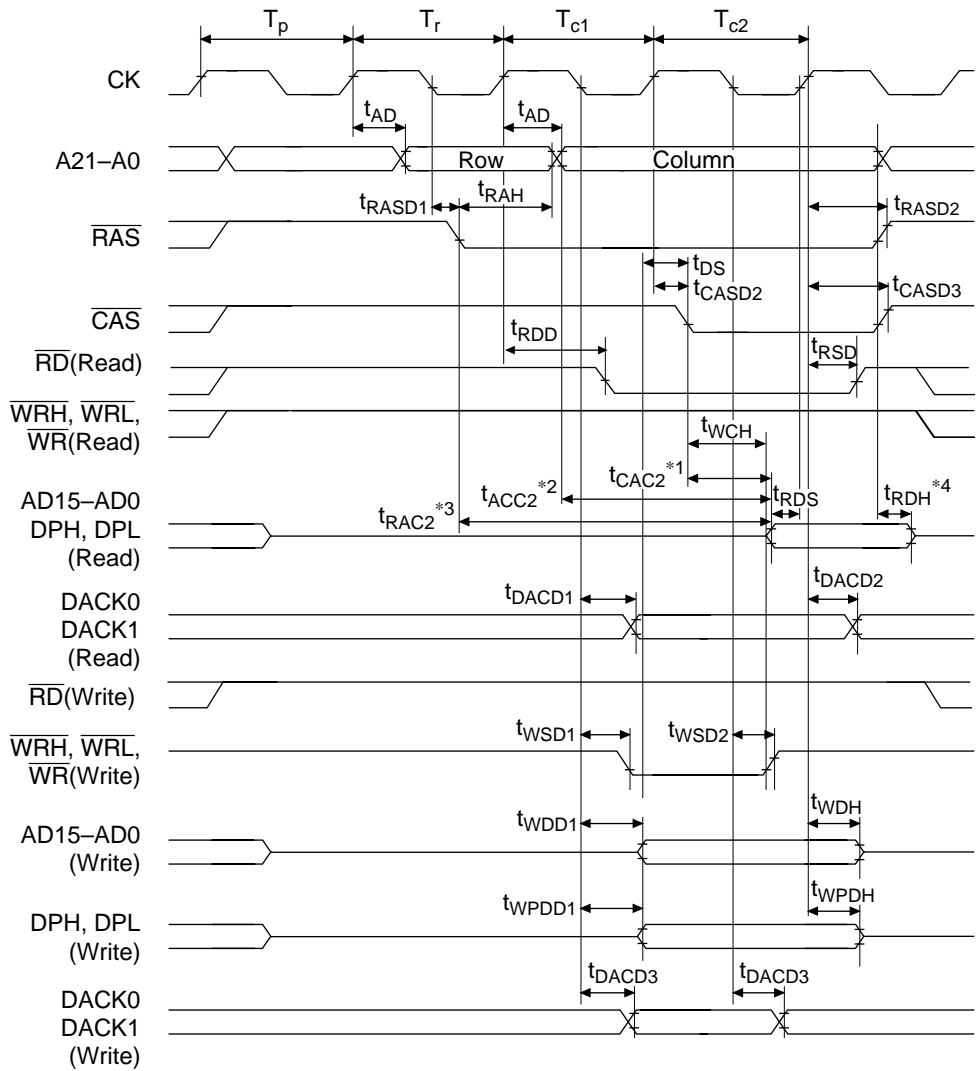 Tp Tr Tc1 Tc2
CK
tAD tAD
A21–A0 Row Column
tRASD1 tRAH tRASD2
RAS
tDS
tCASD2 tCASD3
CAS
tRDD tRSD
RD(Read)
WRH, WRL,
WR(Read)
tWCH
tCAC2*1
AD15–AD0 tACC2*2 tRDS tRDH*4
DPH, DPL tRAC2*3
(Read)
DACK0 tDACD1 tDACD2
DACK1
(Read)
RD(Write)
WRH, WRL, tWSD1 tWSD2
WR(Write)
AD15–AD0 tWDD1 tWDH
(Write)
DPH, DPL tWPDD1 tWPDH
(Write)
DACK0 tDACD3 tDACD3
DACK1
(Write)